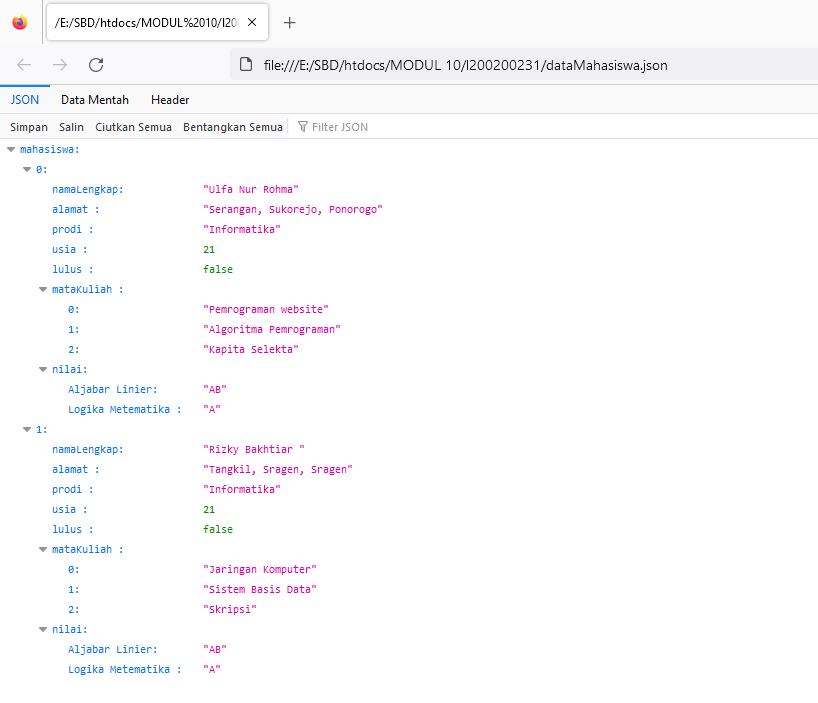 /E:/SBD/htdocs/MODUL%2010/l200
file:///E:/SBD/htdocs/MODUL 10/l200200231/dataMahasiswa.json
JSON Data Mentah Header
Simpan Salin Ciutkan Semua Bentangkan Semua Filter JSON
mahasiswa:
0:
namaLengkap: "Ulfa Nur Rohma"
alamat : "Serangan, Sukorejo, Ponorogo"
prodi : "Informatika"
usia : 21
lulus : false
mataKuliah :
0: "Pemrograman website"
1: "Algoritma Pemrograman"
2: "Kapita Selekta"
nilai:
Aljabar Linier: "AB"
Logika Metematika : "A"
1:
namaLengkap: "Rizky Bakhtiar "
alamat : "Tangkil, Sragen, Sragen"
prodi : "Informatika"
usia : 21
lulus : false
mataKuliah :
0: "Jaringan Komputer"
1: "Sistem Basis Data"
2: "Skripsi"
nilai:
Aljabar Linier: "AB"
Logika Metematika : "A"